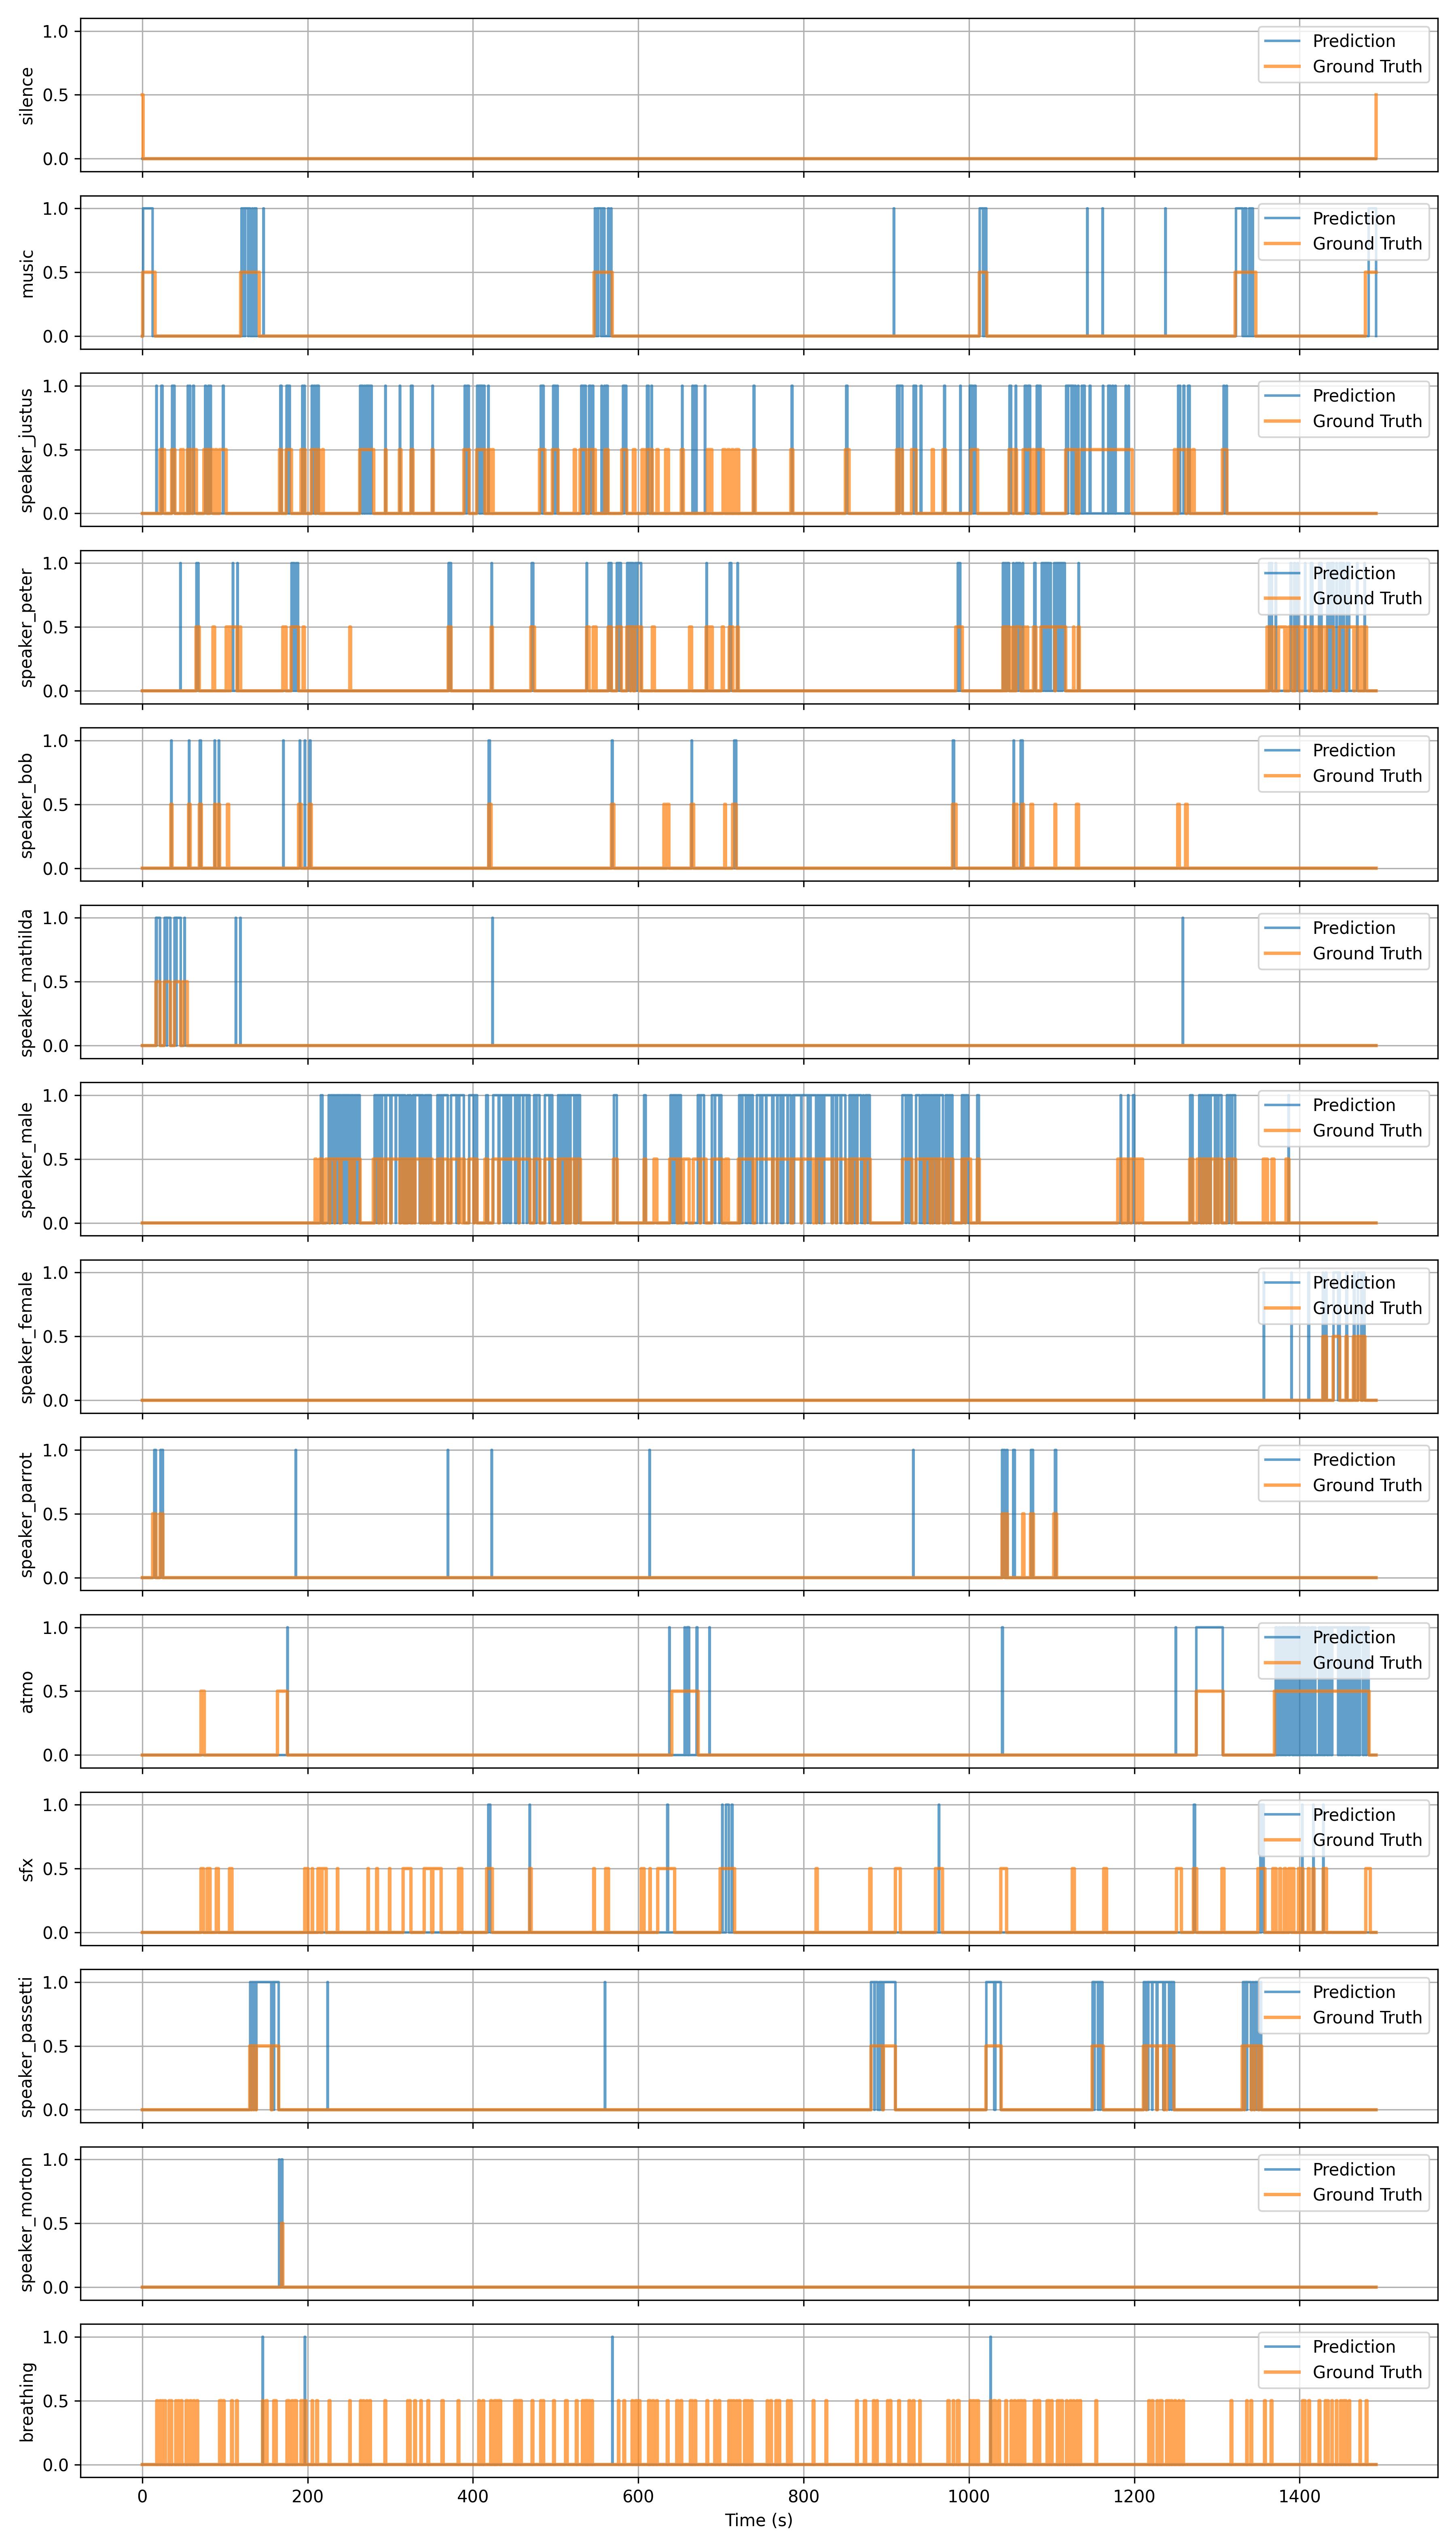 1.0
0.5
0.0
silence
Prediction
Ground Truth
1.0
0.5
0.0
music
Prediction
Ground Truth
1.0
0.5
0.0
speaker_justus
Prediction
Ground Truth
1.0
0.5
0.0
speaker_peter
Prediction
Ground Truth
1.0
0.5
0.0
speaker_bob
Prediction
Ground Truth
1.0
0.5
0.0
speaker_mathilda
Prediction
Ground Truth
1.0
0.5
0.0
speaker_male
Prediction
Ground Truth
1.0
0.5
0.0
speaker_female
Prediction
Ground Truth
1.0
0.5
0.0
speaker_parrot
Prediction
Ground Truth
1.0
0.5
0.0
atmo
Prediction
Ground Truth
1.0
0.5
0.0
sfx
Prediction
Ground Truth
1.0
0.5
0.0
speaker_passetti
Prediction
Ground Truth
1.0
0.5
0.0
speaker_morton
Prediction
Ground Truth
1.0
0.5
0.0
breathing
Prediction
Ground Truth
0 200 400 600 800 1000 1200 1400
Time (s)